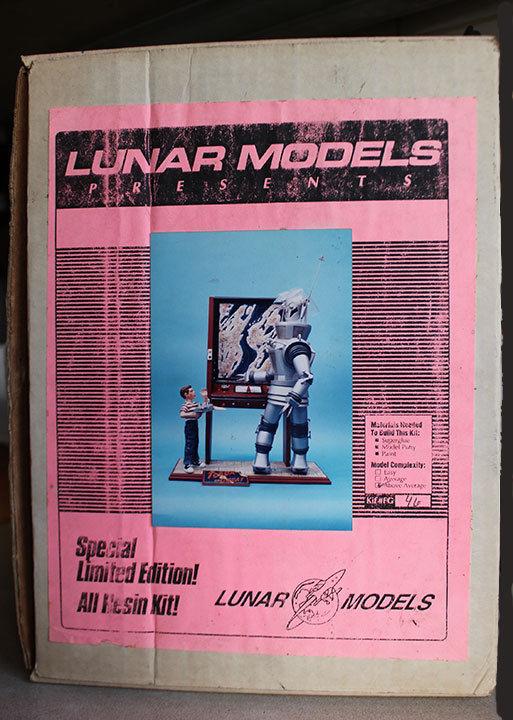 LUNAR MODELS
PRESENTS
Materials Needed
To Build This Kit:
Superglue
Model Putty
Paint
Model Complexity:
Easy
Average
Above Average
Kit#FG 46
Special
Limited Edition!
All Resin Kit!
LUNAR MODELS